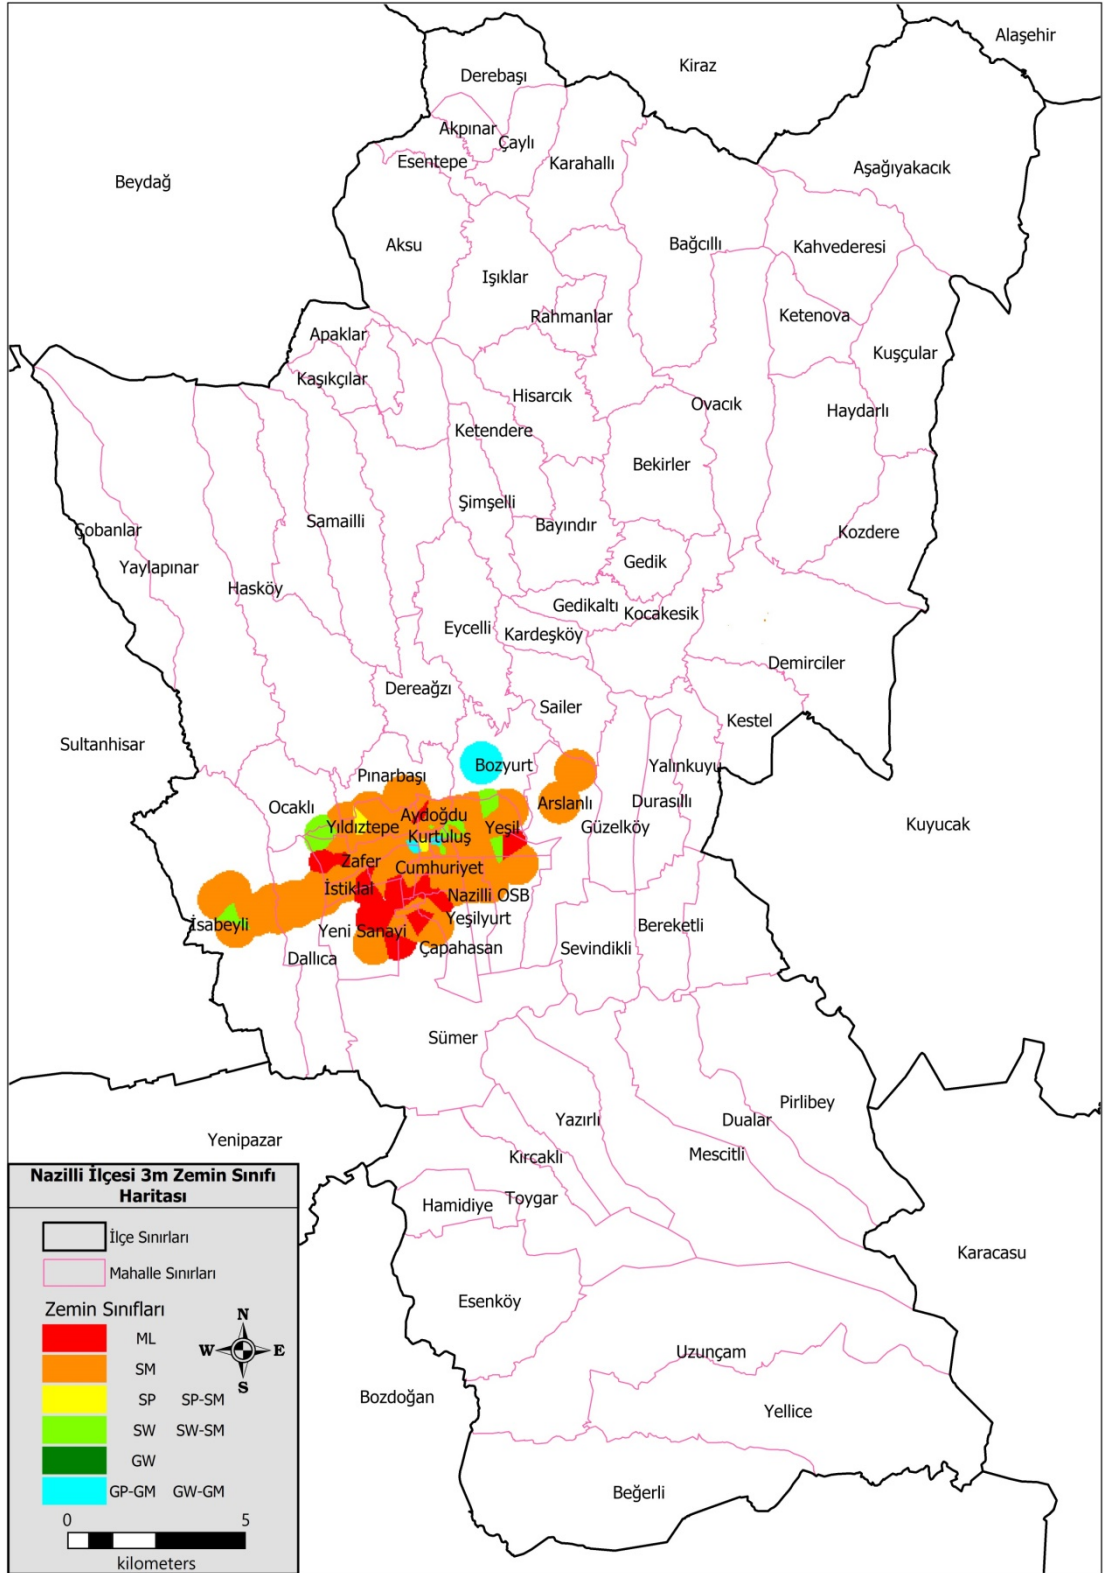 Alaşehir
Kiraz
Derebaşı
Akpınar
Çaylı
Esentepe
Karahallı
Aşağıyakacık
Beydağ
Aksu
Bağcıllı
Kahvederesi
Işıklar
Rahmanlar
Ketenova
Apaklar
Kuşçular
Kaşıkçılar
Hisarcık
Ovacık
Haydarlı
Ketendere
Bekirler
Şimşelli
Samailli
Bayındır
Çobanlar
Kozdere
Yaylapınar
Gedik
Hasköy
Gedikaltı
Kocakesik
Eycelli
Kardeşköy
Demirciler
Dereağzı
Sailer
Kestel
Sultanhisar
Bozyurt
Yalınkuyu
Pınarbaşı
Ocaklı
Arslanlı
Durasıllı
Aydoğdu
Yıldıztepe
Yeşil
Güzelköy
Kuyucak
Kurtuluş
Zafer
Cumhuriyet
İstiklal
Nazilli OSB
İsabeyli
Yeşilyurt
Bereketli
Yeni Sanayi
Çapahasan
Sevindikli
Dallıca
Sümer
Pirlibey
Yazırlı
Dualar
Yenipazar
Mescitli
Kırcaklı
Hamidiye
Toygar
Karacasu
Esenköy
Uzunçam
Bozdoğan
Yellice
Beğerli
Nazilli İlçesi 3m Zemin Sınıfı
Haritası
İlçe Sınırları
Mahalle Sınırları
Zemin Sınıfları
N
W E
S
ML
SM
SP SP-SM
SW SW-SM
GW
GP-GM GW-GM
0 5
kilometers